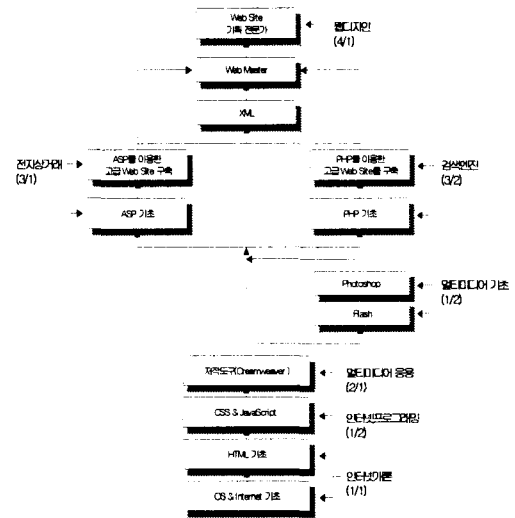 Web Site
구축 전문가
웹디자인
(4/1)
Web Master
XML
전자상거래
(3/1)
ASP를 이용한
고급 Web Site 구축
PHP를 이용한
고급 Web Site를 구축
검색엔진
(3/2)
ASP 기초
PHP 기초
Photoshop
멀티미디어 기초
(1/2)
Flash
저작도구(Dreamweaver)
멀티미디어 응용
(2/1)
CSS & JavaScript
인터넷프로그래밍
(1/2)
HTML 기초
인터넷개론
(1/1)
OS & Internet 기초